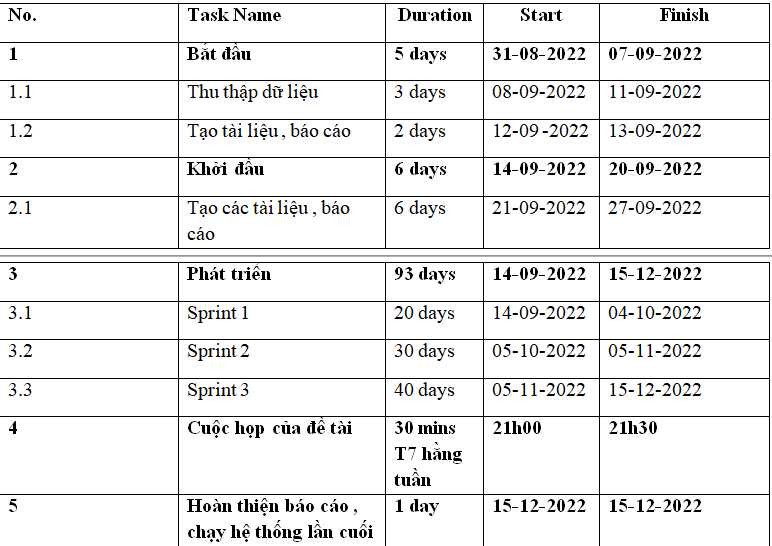 No. Task Name Duration Start Finish
1 Bắt đầu 5 days 31-08-2022 07-09-2022
1.1 Thu thập dữ liệu 3 days 08-09-2022 11-09-2022
1.2 Tạo tài liệu , báo cáo 2 days 12-09 -2022 13-09-2022
2 Khởi đầu 6 days 14-09-2022 20-09-2022
2.1 Tạo các tài liệu , báo 6 days 21-09-2022 27-09-2022
cáo
3 Phát triển 93 days 14-09-2022 15-12-2022
3.1 Sprint 1 20 days 14-09-2022 04-10-2022
3.2 Sprint 2 30 days 05-10-2022 05-11-2022
3.3 Sprint 3 40 days 05-11-2022 15-12-2022
4 Cuộc họp của đề tài 30 mins 21h00 21h30
T7 hằng
tuần
5 Hoàn thiện báo cáo , 1 day 15-12-2022 15-12-2022
chạy hệ thống lần cuối